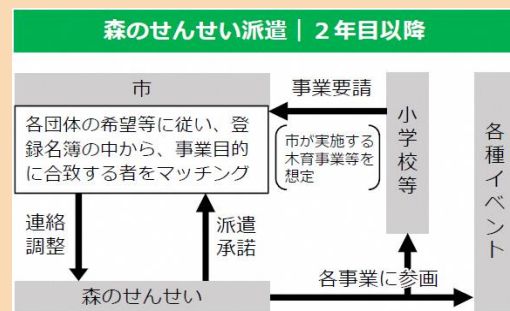 森のせんせい派遣｜２年目以降
市
各団体の希望等に従い、登
録名簿の中から、事業目的
に合致する者をマッチング
事業要請
市が実施する
木育事業等を
想定
小学校等
各種イベント
連絡
調整
派遣
承諾
各事業に参画
森のせんせい